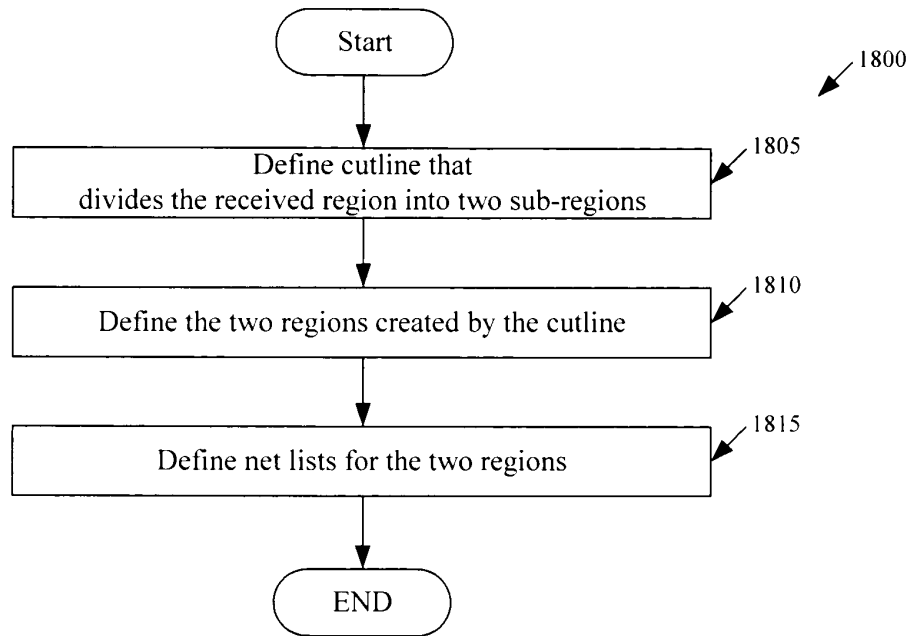 Start
1800
1805
Define cutline that
divides the received region into two sub-regions
1810
Define the two regions created by the cutline
1815
Define net lists for the two regions
END